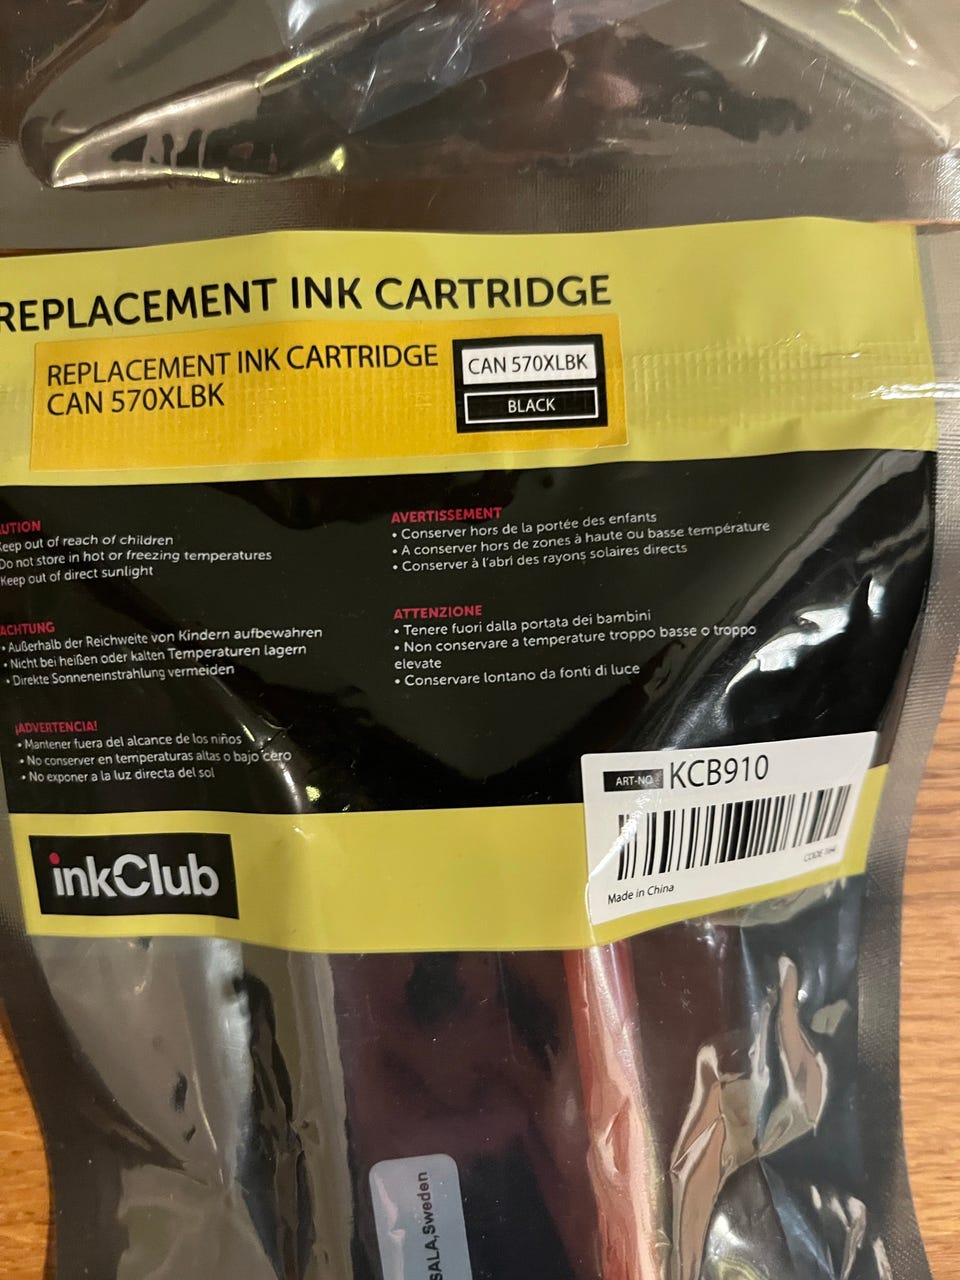 REPLACEMENT INK CARTRIDGE
REPLACEMENT INK CARTRIDGE
CAN 570XLBK
CAN 570XLBK
BLACK
Keep out of reach of children
Do not store in hot or freezing temperatures
Keep out of direct sunlight
AVERTISSEMENT
• Conserver hors de la portée des enfants
• A conserver hors de zones à haute ou basse température
• Conserver à l'abri des rayons solaires directs
ACHTUNG
• Außerhalb der Reichweite von Kindern aufbewahren
• Nicht bei heißen oder kalten Temperaturen lagern
• Direkte Sonneneinstrahlung vermeiden
ATTENZIONE
• Tenere fuori dalla portata dei bambini
• Non conservare a temperature troppo basse o troppo
elevate
• Conservare lontano da fonti di luce
¡ADVERTENCIA!
• Mantener fuera del alcance de los niños
• No conserver en temperaturas altas o bajo cero
• No exponer a la luz directa del sol
inkClub
ART-NO. KCB910
Made in China
Sweden